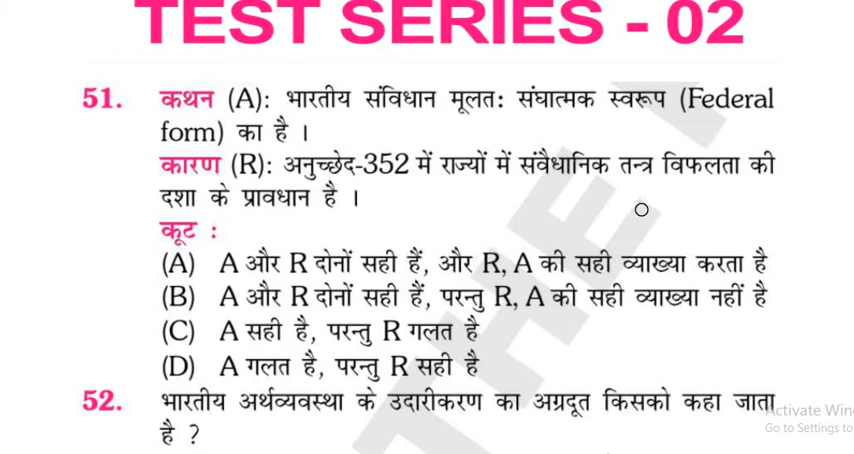 TEST SERIES - 02
51. कथन (A): भारतीय संविधान मूलत: संघात्मक स्वरूप (Federal
form) का है ।
कारण (R): अनुच्छेद-352 में राज्यों में संवैधानिक तन्त्र विफलता की
दशा के प्रावधान है ।
कूट :
(A) A और R दोनों सही हैं, और R, A की सही व्याख्या करता है
(B) A और R दोनों सही हैं, परन्तु R, A की सही व्याख्या नहीं है
(C) A सही है, परन्तु R गलत है
(D) A गलत है, परन्तु R सही है
52. भारतीय अर्थव्यवस्था के उदारीकरण का अग्रदूत किसको कहा जाता
है ?
Activate Win
Go to Settings to